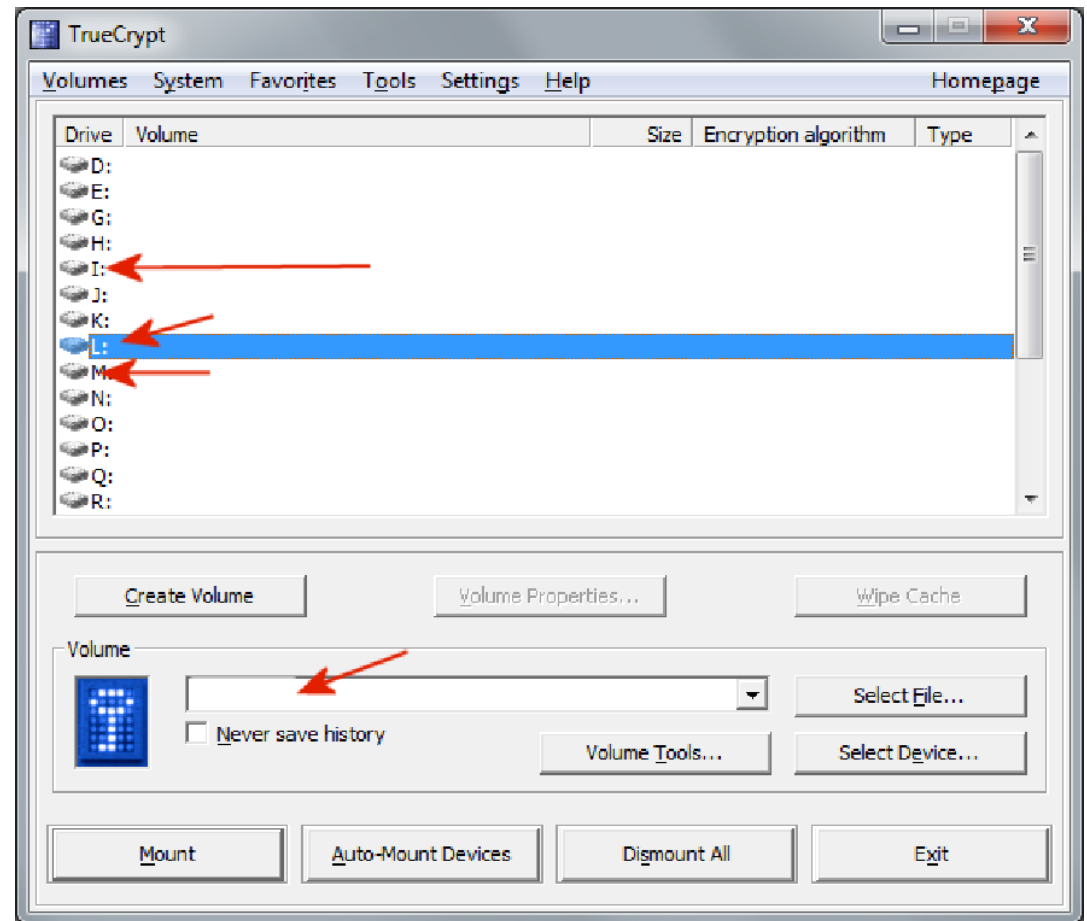 TrueCrypt
Volumes System Favorites Tools Settings Help Homepage
Drive Volume Size Encryption algorithm Type
D:
E:
G:
H:
I:
J:
K:
L:
M:
N:
O:
P:
Q:
R:
Create Volume Volume Properties... Wipe Cache
Volume
Select File...
Never save history
Volume Tools... Select Device...
Mount Auto-Mount Devices Dismount All Exit